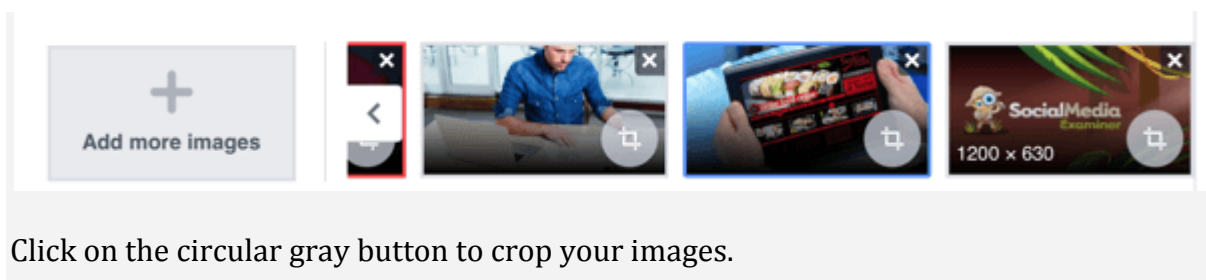 Add more images
SocialMedia
Examiner
1200 × 630
Click on the circular gray button to crop your images.